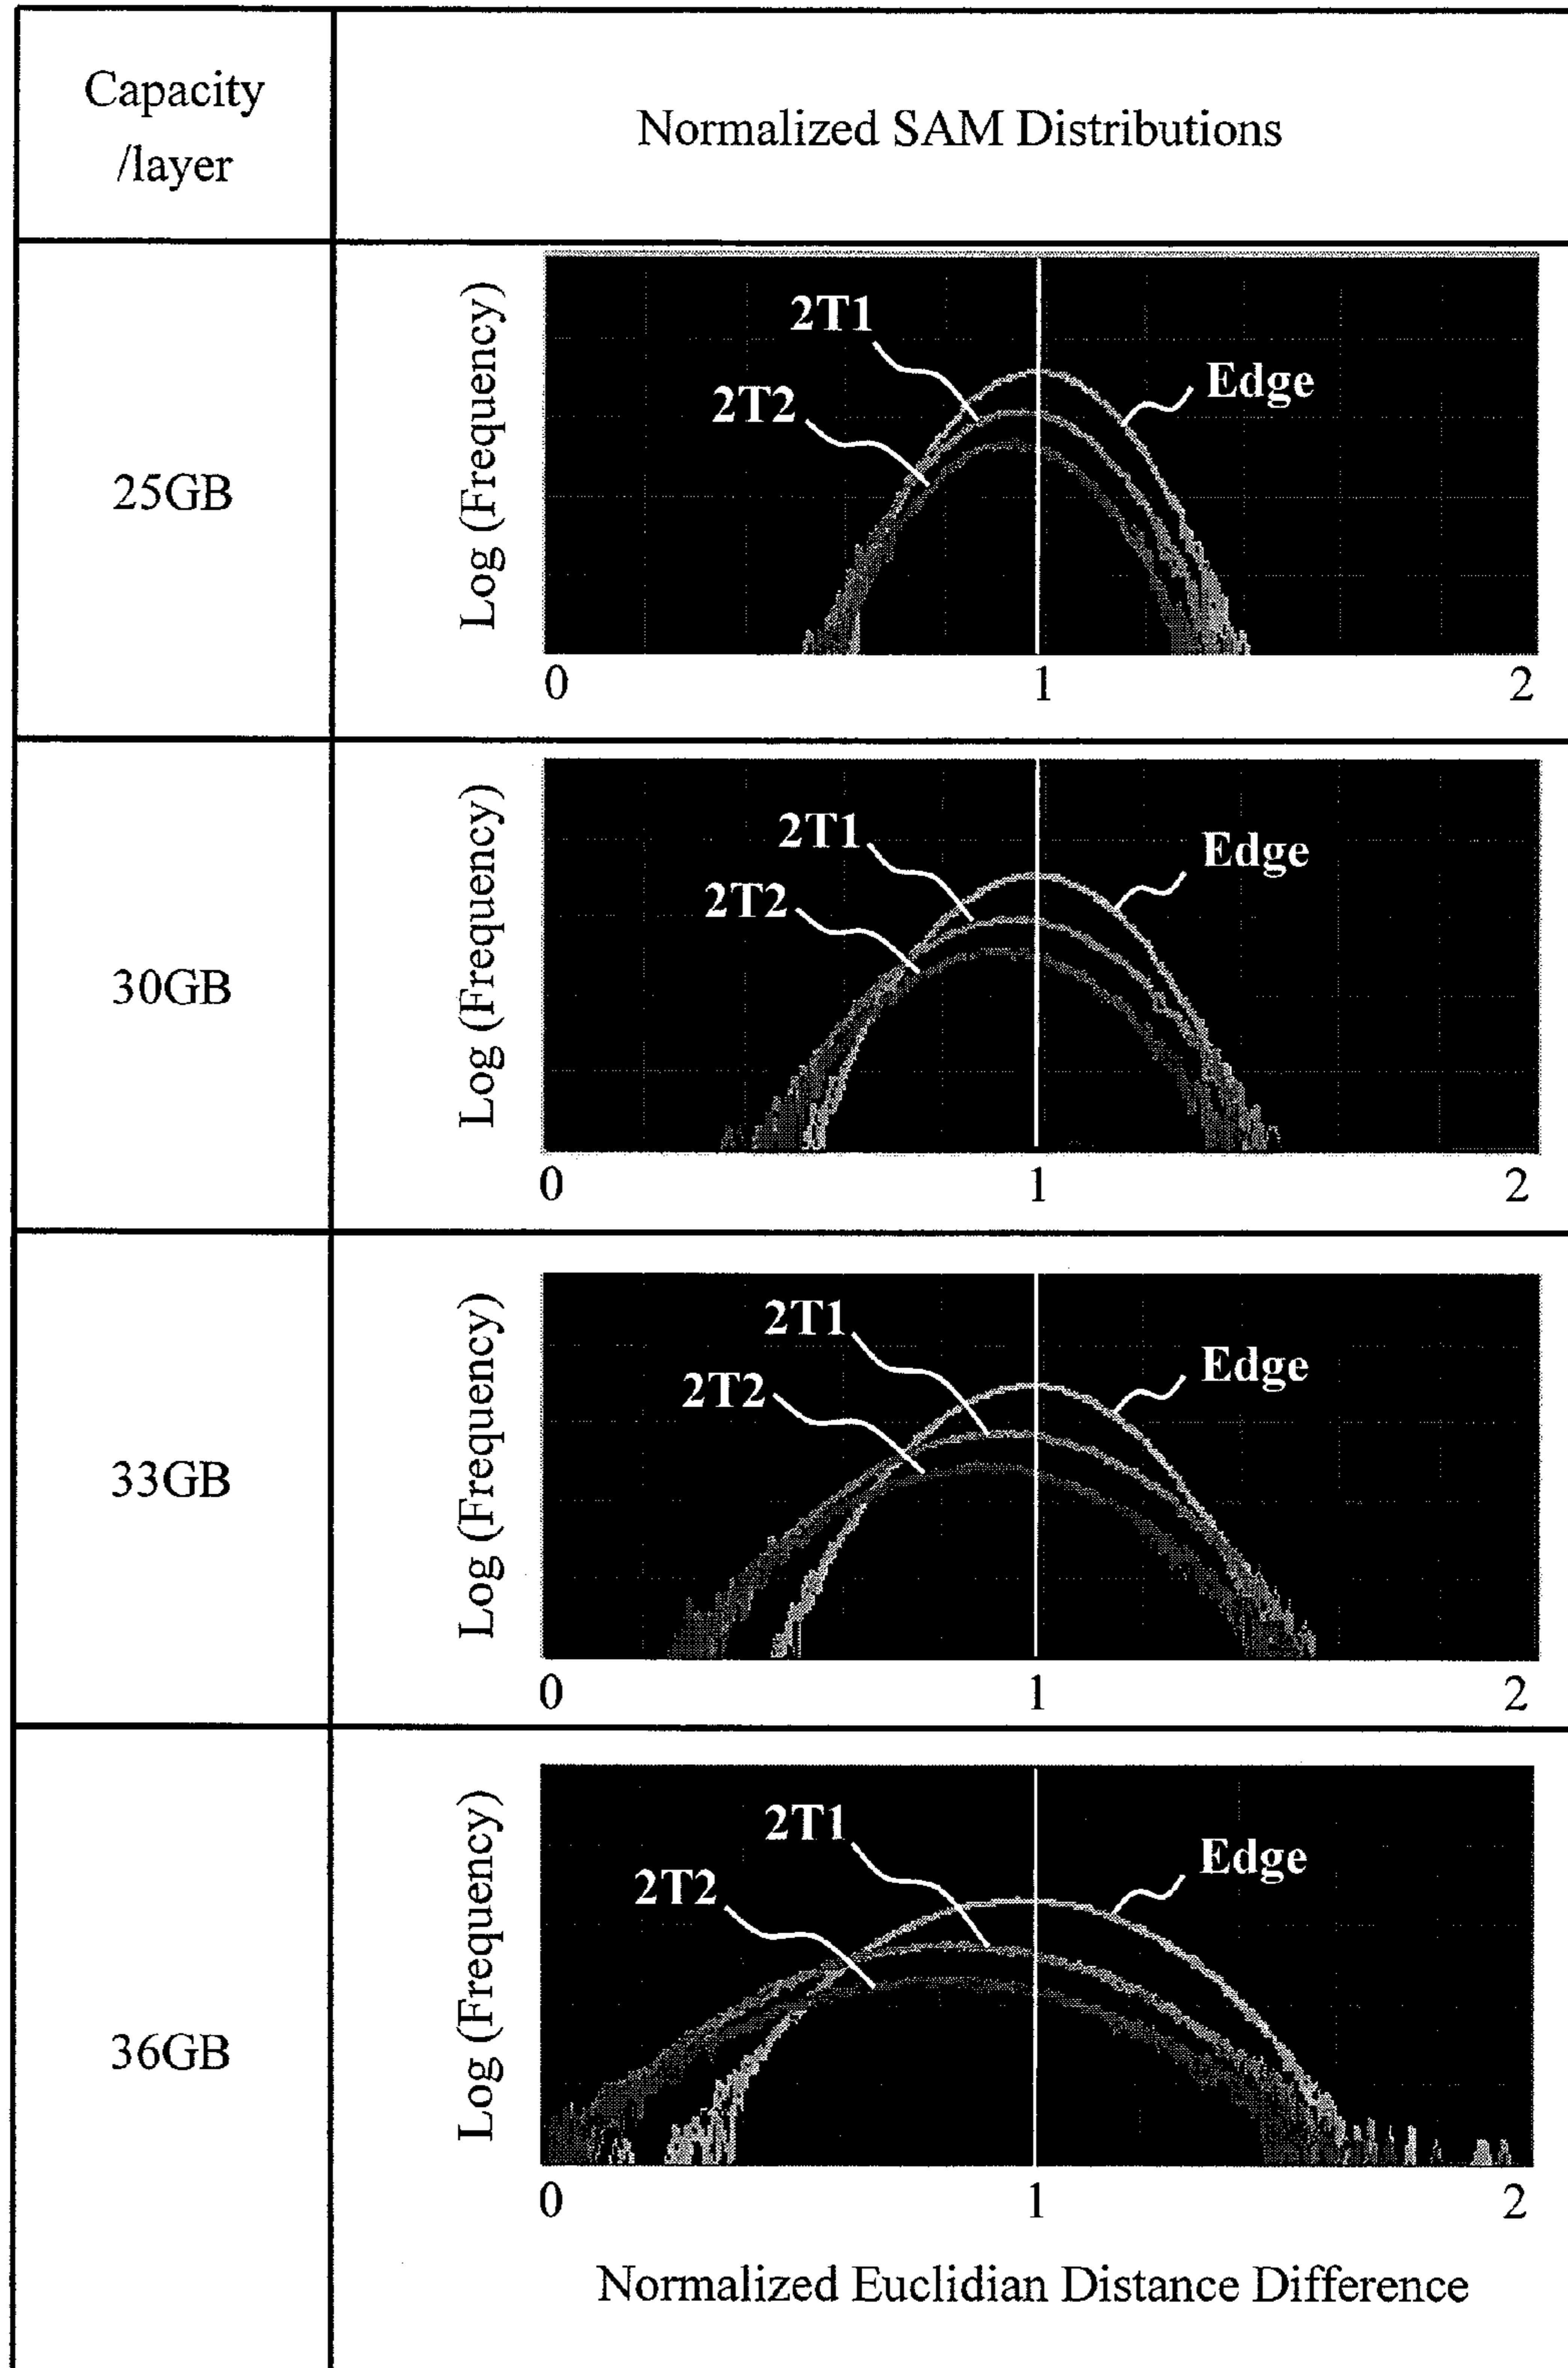 Capacity
/layer
Normalized SAM Distributions
25GB
Log (Frequency)
2T1
2T2
Edge
0 1 2
30GB
Log (Frequency)
2T1
2T2
Edge
0 1 2
33GB
Log (Frequency)
2T1
2T2
Edge
0 1 2
36GB
Log (Frequency)
2T1
2T2
Edge
0 1 2
Normalized Euclidian Distance Difference